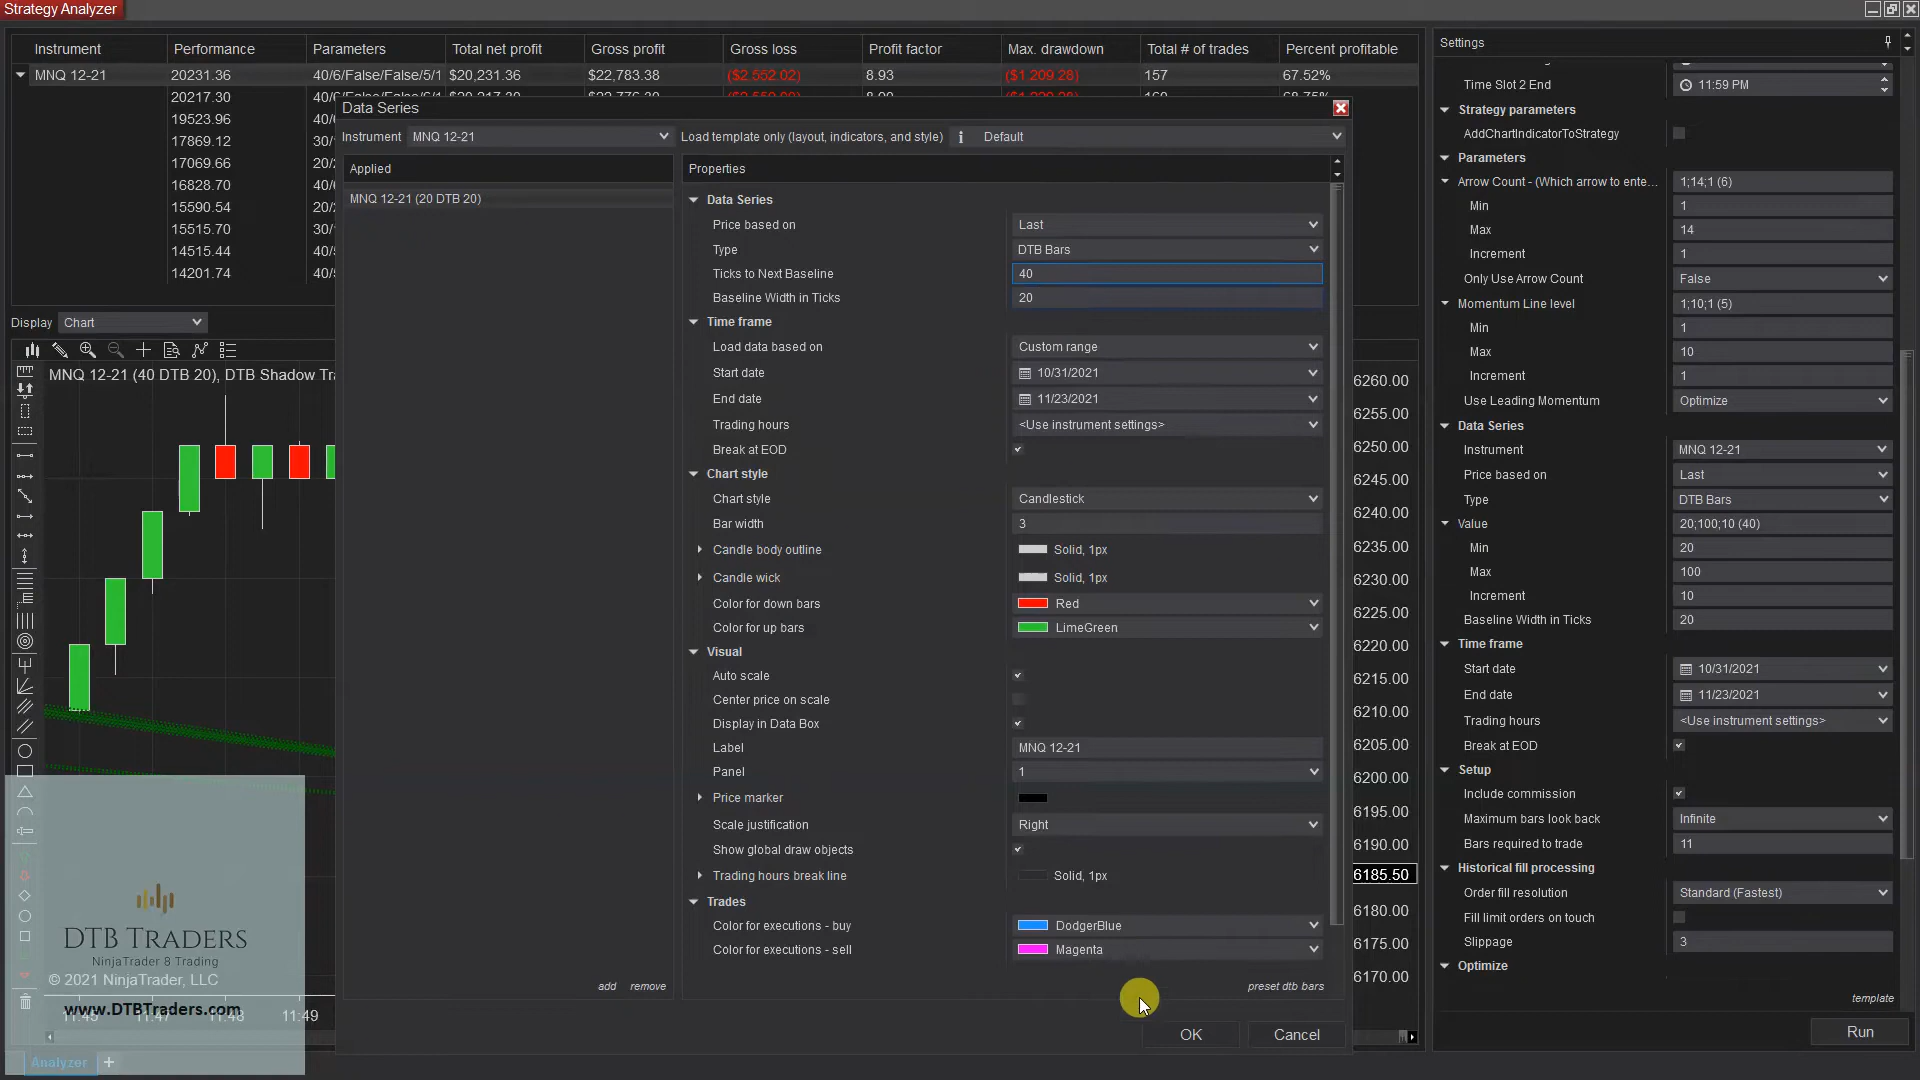 Strategy Analyzer
Instrument Performance Parameters Total net profit Gross profit Gross loss Profit factor Max. drawdown Total # of trades Percent profitable
MNQ 12-21 20231.36 40/6/False/False/5/1 $20,231.36 $22,783.38 ($2,552.02) 8.93 ($1,209.28) 157 67.52%
20217.30
19523.96
17869.12
17069.66
16828.70
15590.54
15515.70
14515.44
14201.74
Display Chart
MNQ 12-21 (40 DTB 20), DTB Shadow Tra
Data Series
Instrument MNQ 12-21 Load template only (layout, indicators, and style) Default
Applied
MNQ 12-21 (20 DTB 20)
add remove
Properties
Data Series
Price based on Last
Type DTB Bars
Ticks to Next Baseline 40
Baseline Width in Ticks 20
Time frame
Load data based on Custom range
Start date 10/31/2021
End date 11/23/2021
Trading hours <Use instrument settings>
Break at EOD
Chart style
Chart style Candlestick
Bar width 3
Candle body outline Solid, 1px
Candle wick Solid, 1px
Color for down bars Red
Color for up bars LimeGreen
Visual
Auto scale
Center price on scale
Display in Data Box
Label MNQ 12-21
Panel 1
Price marker
Scale justification Right
Show global draw objects
Trading hours break line Solid, 1px
Trades
Color for executions - buy DodgerBlue
Color for executions - sell Magenta
preset dtb bars
OK Cancel
6260.00
6255.00
6250.00
6245.00
6240.00
6235.00
6230.00
6225.00
6220.00
6215.00
6210.00
6205.00
6200.00
6195.00
6190.00
6185.50
6180.00
6175.00
6170.00
Settings
Time Slot 2 End 11:59 PM
Strategy parameters
AddChartIndicatorToStrategy
Parameters
Arrow Count - (Which arrow to ente... 1;14;1 (6)
Min 1
Max 14
Increment 1
Only Use Arrow Count False
Momentum Line level 1;10;1 (5)
Min 1
Max 10
Increment 1
Use Leading Momentum Optimize
Data Series
Instrument MNQ 12-21
Price based on Last
Type DTB Bars
Value 20;100;10 (40)
Min 20
Max 100
Increment 10
Baseline Width in Ticks 20
Time frame
Start date 10/31/2021
End date 11/23/2021
Trading hours <Use instrument settings>
Break at EOD
Setup
Include commission
Maximum bars look back Infinite
Bars required to trade 11
Historical fill processing
Order fill resolution Standard (Fastest)
Fill limit orders on touch
Slippage 3
Optimize
template
Run
DTB TRADERS
NinjaTrader 8 Trading
© 2021 NinjaTrader, LLC
www.DTBTraders.com
11:45 11:47 11:48 11:49
Analyzer +